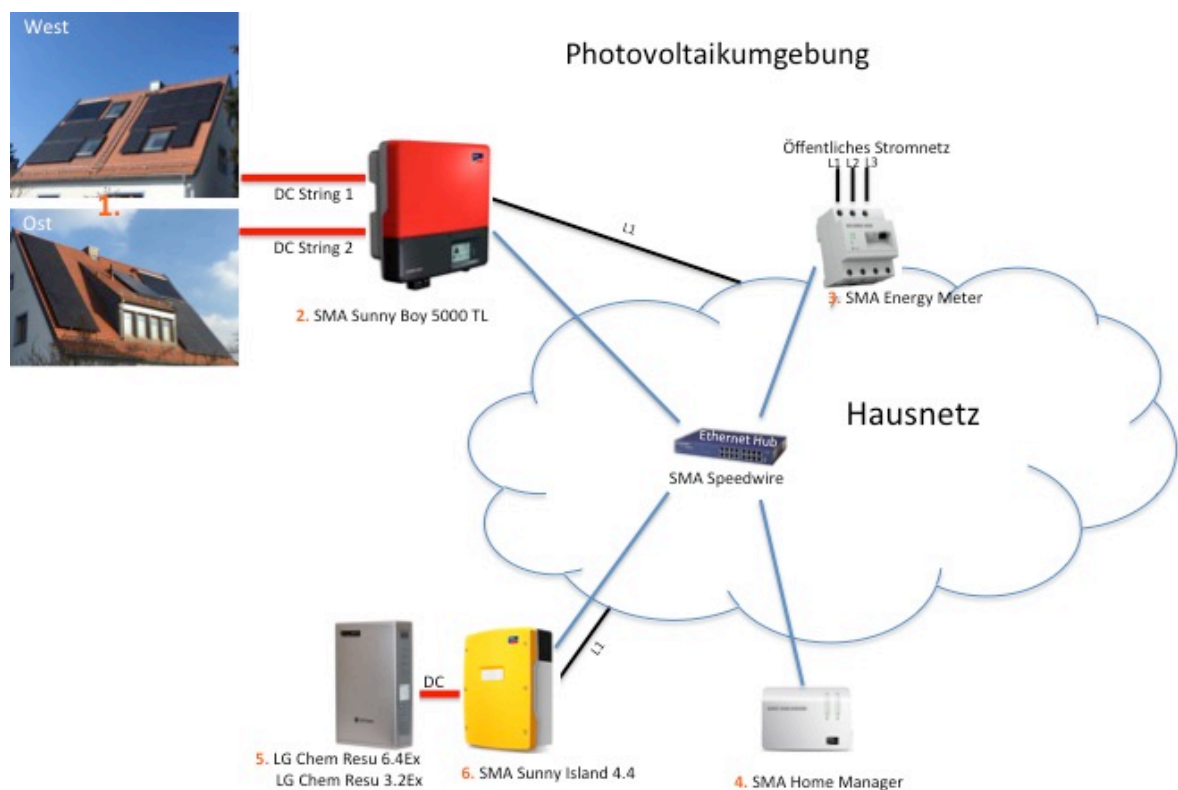 West
Photovoltaikumgebung
Öffentliches Stromnetz
L1 L2 L3
DC String 1
1.
Ost
DC String 2
L1
2. SMA Sunny Boy 5000 TL
3. SMA Energy Meter
Hausnetz
Ethernet Hub
SMA Speedwire
L1
DC
5. LG Chem Resu 6.4Ex
LG Chem Resu 3.2Ex
6. SMA Sunny Island 4.4
4. SMA Home Manager